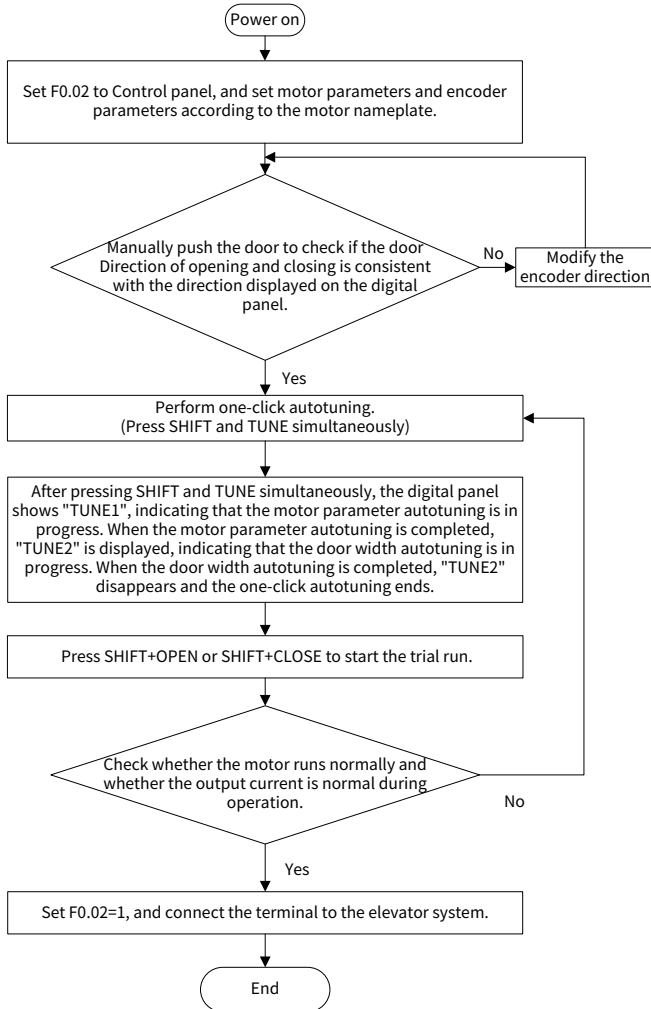 Power on
Set F0.02 to Control panel, and set motor parameters and encoder
parameters according to the motor nameplate.
Manually push the door to check if the door
Direction of opening and closing is consistent
with the direction displayed on the digital
panel.
No
Modify the
encoder direction
Yes
Perform one-click autotuning.
(Press SHIFT and TUNE simultaneously)
After pressing SHIFT and TUNE simultaneously, the digital panel
shows "TUNE1", indicating that the motor parameter autotuning is in
progress. When the motor parameter autotuning is completed,
"TUNE2" is displayed, indicating that the door width autotuning is in
progress. When the door width autotuning is completed, "TUNE2"
disappears and the one-click autotuning ends.
Press SHIFT+OPEN or SHIFT+CLOSE to start the trial run.
Check whether the motor runs normally and
whether the output current is normal during
operation.
No
Yes
Set F0.02=1, and connect the terminal to the elevator system.
End